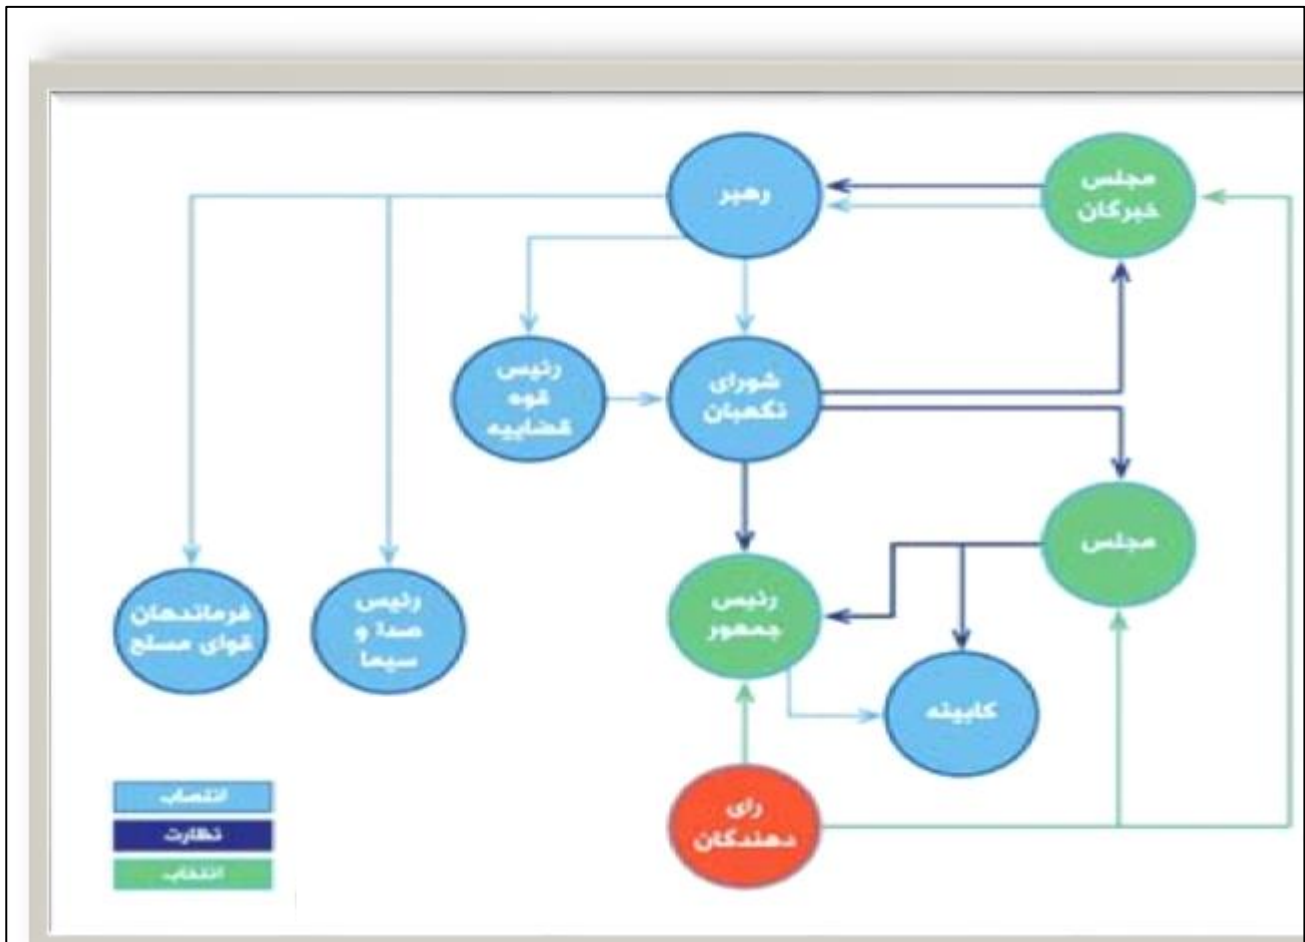 رهبر
مجلس
خبرگان
رئیس
قوه
قضاییه
شورای
نگهبان
مجلس
فرماندهان
قوای مسلح
رئیس
صدا و
سیما
رئیس
جمهور
کابینه
رای
دهندگان
انتصاب
نظارت
انتخاب